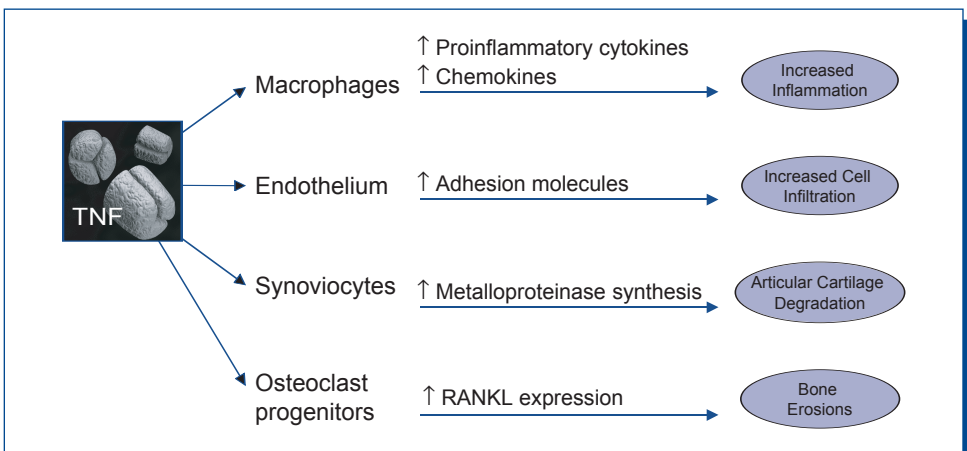 ↑ Proinflammatory cytokines
↑ Chemokines
Macrophages
Increased
Inflammation
TNF
Endothelium
↑ Adhesion molecules
Increased Cell
Infiltration
Synoviocytes
↑ Metalloproteinase synthesis
Articular Cartilage
Degradation
Osteoclast
progenitors
↑ RANKL expression
Bone
Erosions